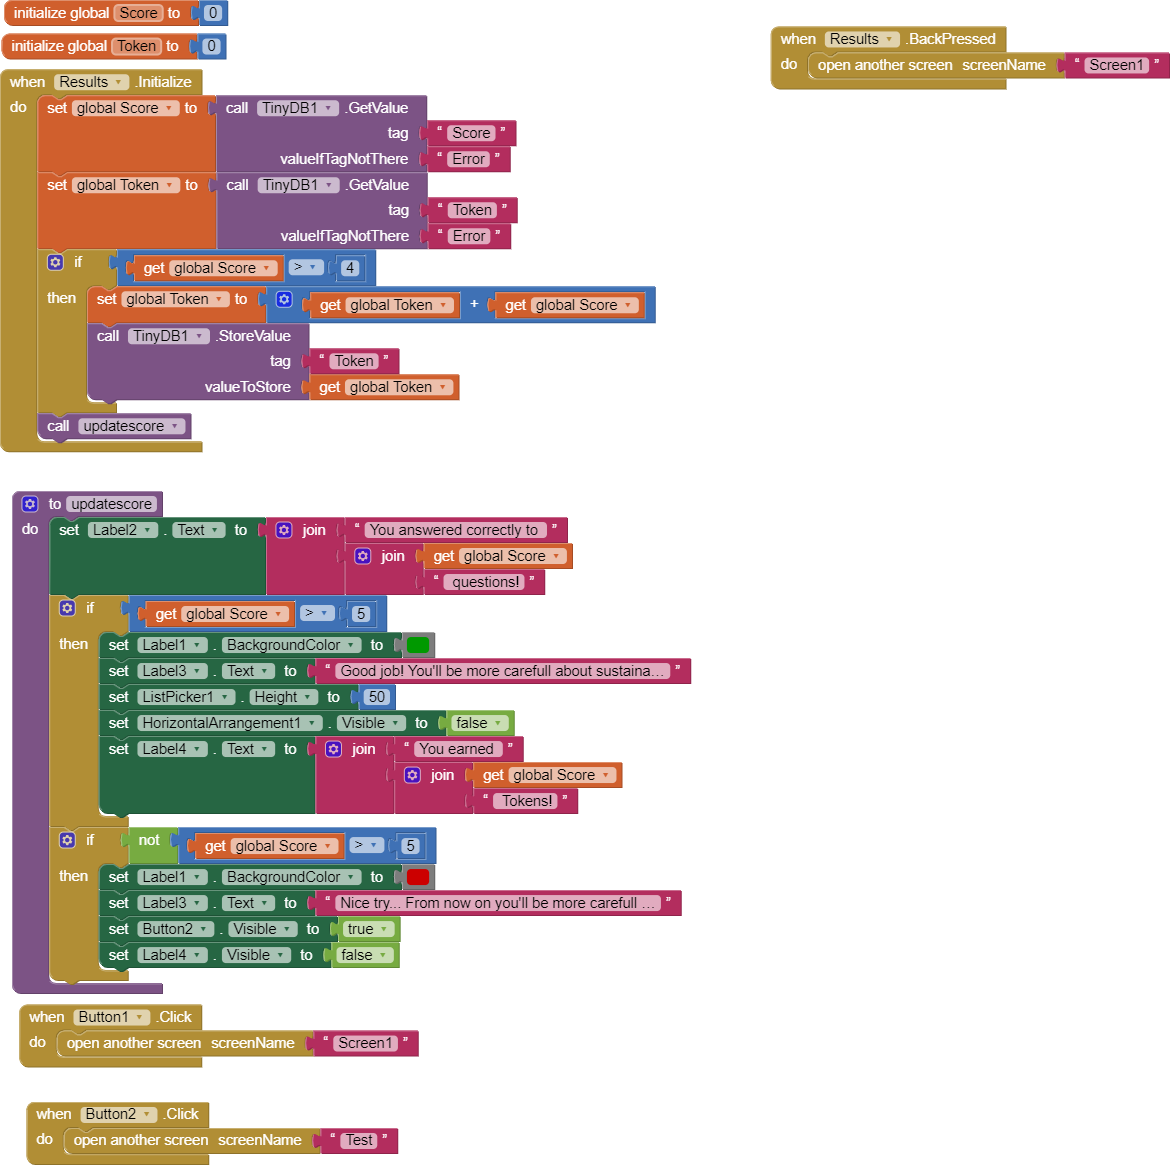 initialize global Score to 0
initialize global Token to 0
when Results .Initialize
do set global Score to call TinyDB1 .GetValue
tag " Score "
valueIfTagNotThere " Error "
set global Token to call TinyDB1 .GetValue
tag " Token "
valueIfTagNotThere " Error "
if get global Score > 4
then set global Token to get global Token + get global Score
call TinyDB1 .StoreValue
tag " Token "
valueToStore get global Token
call updatescore
when Results .BackPressed
do open another screen screenName " Screen1 "
to updatescore
do set Label2 . Text to join " You answered correctly to "
join get global Score
" questions! "
if get global Score > 5
then set Label1 . BackgroundColor to
set Label3 . Text to " Good job! You'll be more carefull about sustaina... "
set ListPicker1 . Height to 50
set HorizontalArrangement1 . Visible to false
set Label4 . Text to join " You earned "
join get global Score
" Tokens! "
if not get global Score > 5
then set Label1 . BackgroundColor to
set Label3 . Text to " Nice try... From now on you'll be more carefull ... "
set Button2 . Visible to true
set Label4 . Visible to false
when Button1 .Click
do open another screen screenName " Screen1 "
when Button2 .Click
do open another screen screenName " Test "